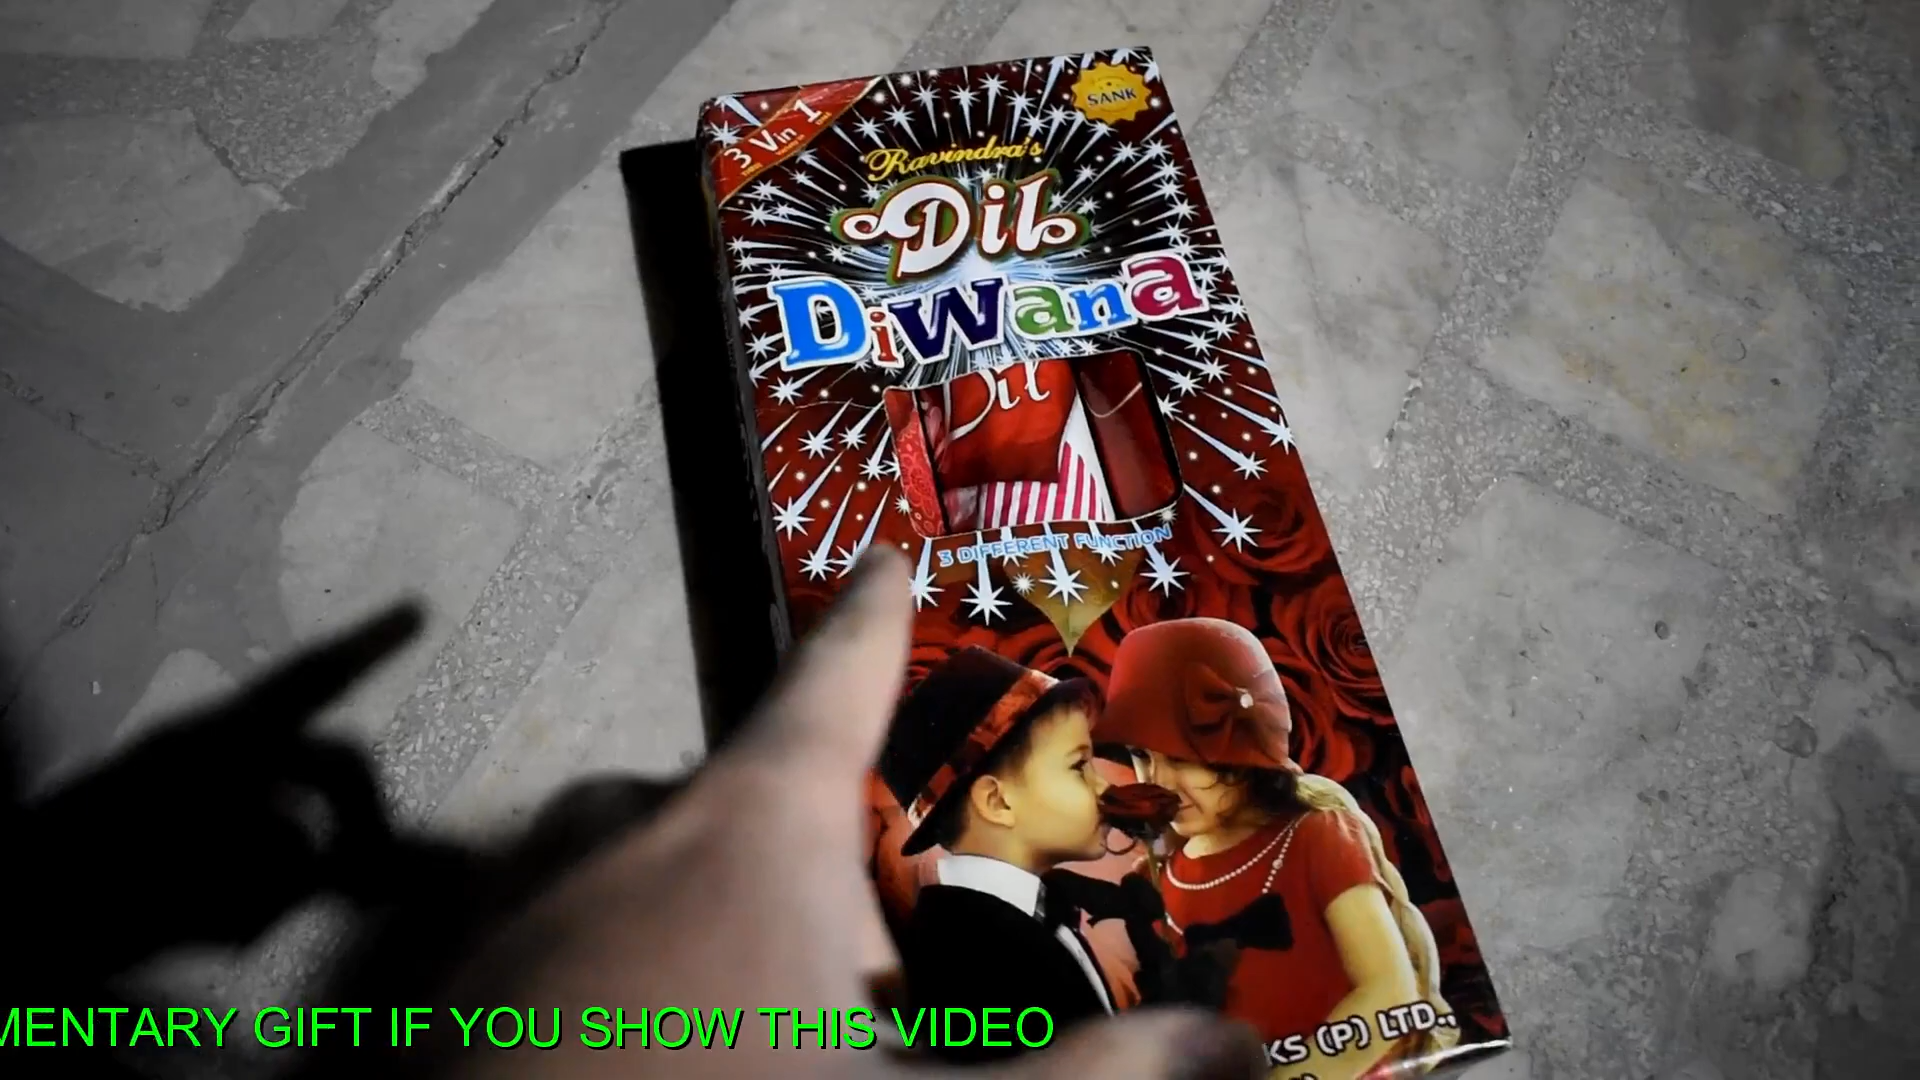 SANK
3 V in 1
Ravindra's
Dil
Diwana
Dil
3 DIFFERENT FUNCTION
KS (P) LTD.,
MENTARY GIFT IF YOU SHOW THIS VIDEO